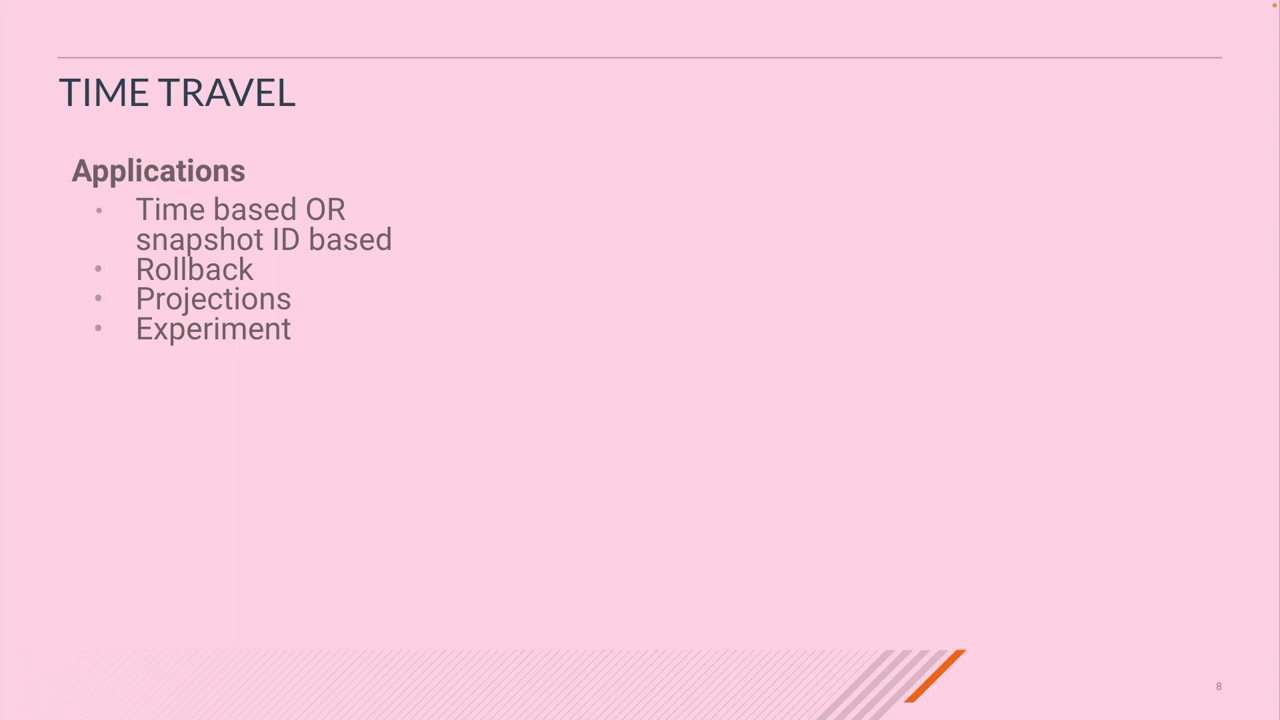 TIME TRAVEL
Applications
• Time based OR
snapshot ID based
• Rollback
• Projections
• Experiment
8